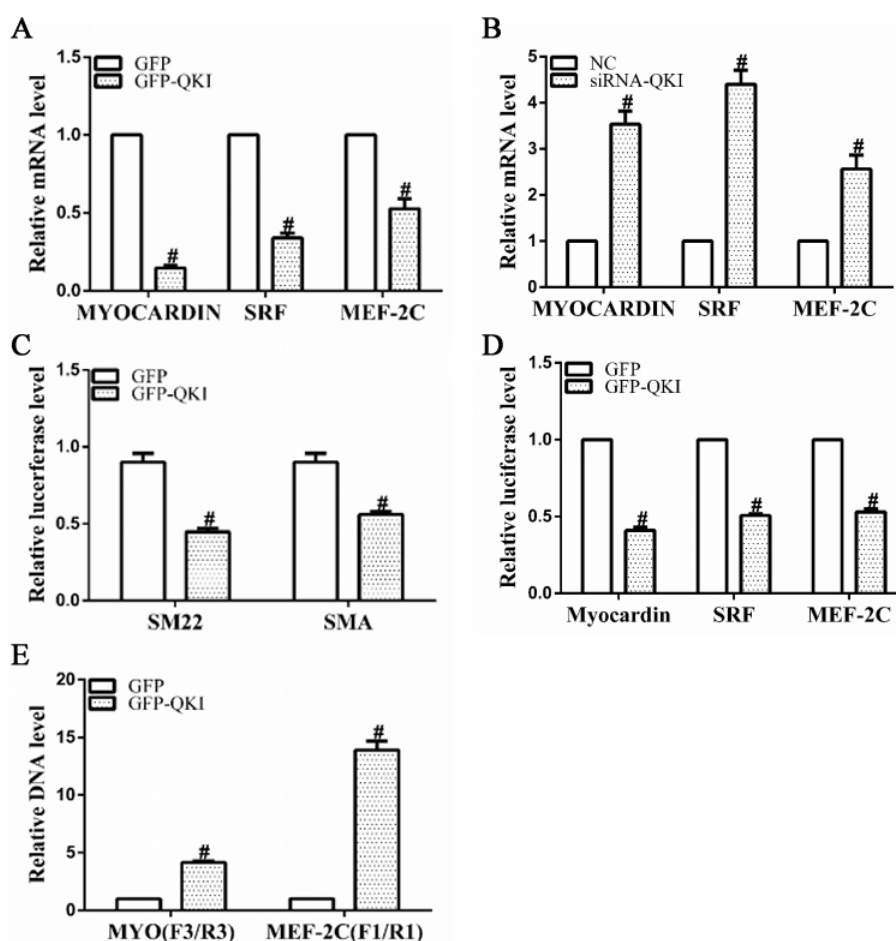 A
Relative mRNA level
1.5
1.0
0.5
0.0
GFP
GFP-QKI
#
#
#
MYOCARDIN SRF MEF-2C
B
Relative mRNA level
5
4
3
2
1
0
NC
siRNA-QKI
#
#
#
MYOCARDIN SRF MEF-2C
C
Relative lucerferase level
1.5
1.0
0.5
0.0
GFP
GFP-QKI
#
#
SM22 SMA
D
Relative luciferase level
1.5
1.0
0.5
0.0
GFP
GFP-QKI
#
#
#
Myocardin SRF MEF-2C
E
Relative DNA level
20
15
10
5
0
GFP
GFP-QKI
#
#
MYO(F3/R3) MEF-2C(F1/R1)